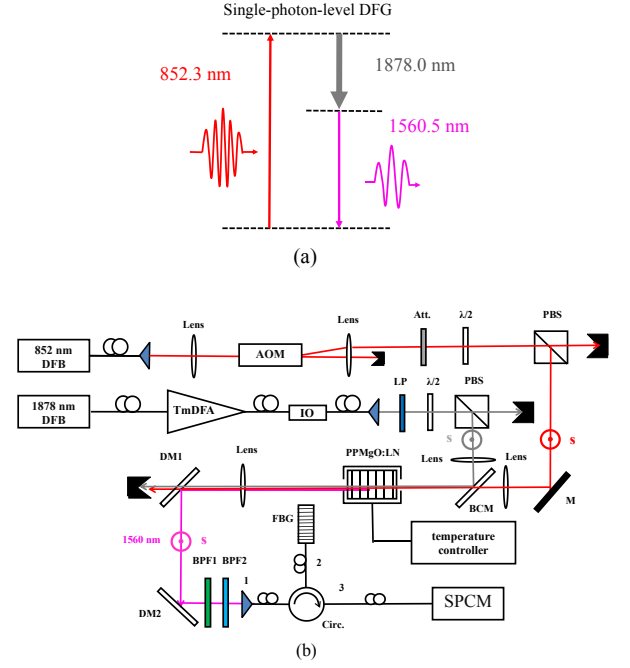 Single-photon-level DFG
852.3 nm
1878.0 nm
1560.5 nm
(a)
Lens
Lens
Att.
λ/2
PBS
852 nm
DFB
AOM
1878 nm
DFB
TmDFA
IO
LP
λ/2
PBS
S
S
DM1
Lens
PPMgO:LN
Lens
Lens
BCM
M
FBG
temperature
controller
1560 nm
S
BPF1
BPF2
1
2
3
SPCM
DM2
Circ.
(b)